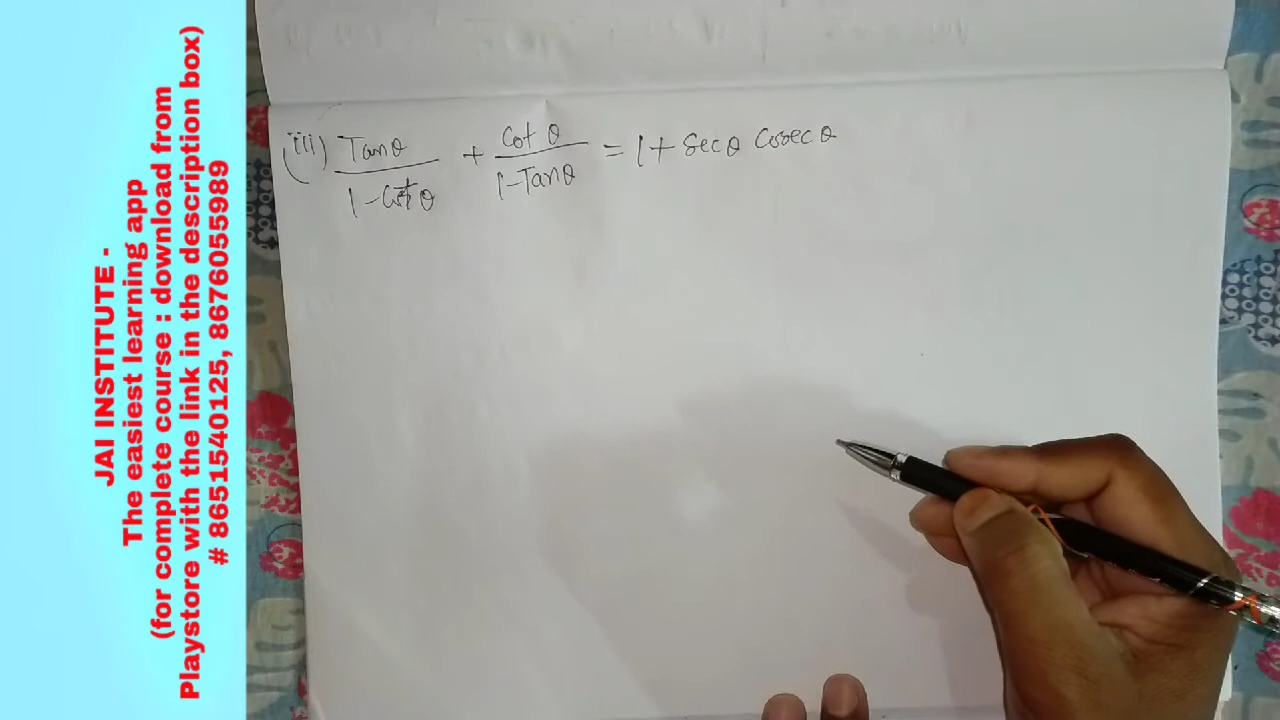 JAI INSTITUTE -
The easiest learning app
(for complete course : download from
Playstore with the link in the description box)
# 8651540125, 8676055989
(iii) Tanθ / 1-Cotθ + Cotθ / 1-Tanθ = 1+ Secθ Cosecθ